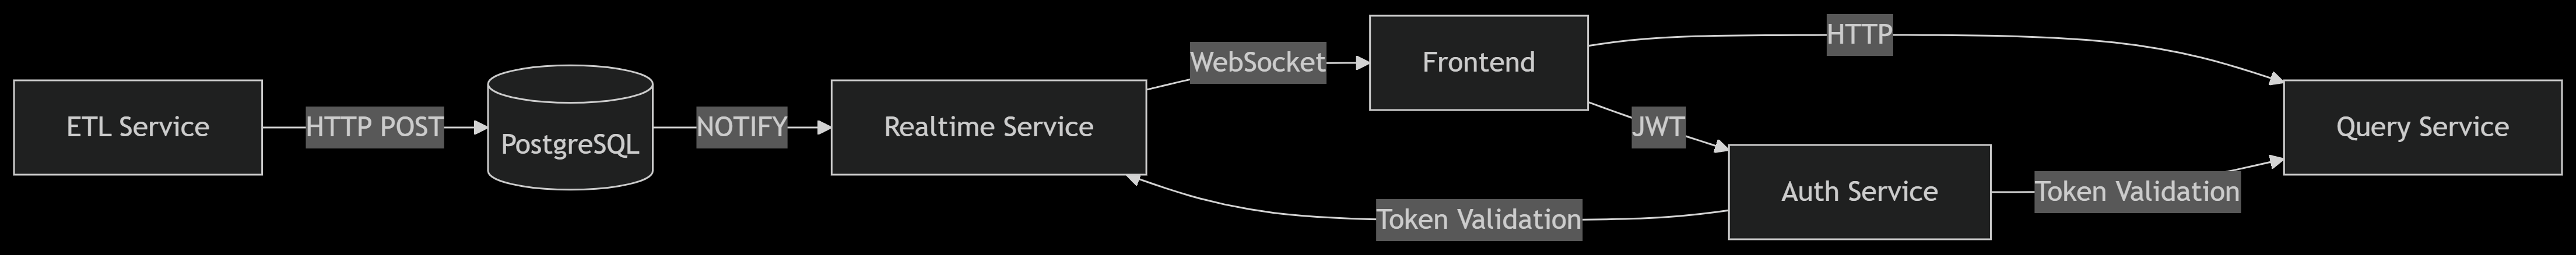 ETL Service
HTTP POST
PostgreSQL
NOTIFY
Realtime Service
WebSocket
Frontend
HTTP
JWT
Auth Service
Token Validation
Token Validation
Query Service